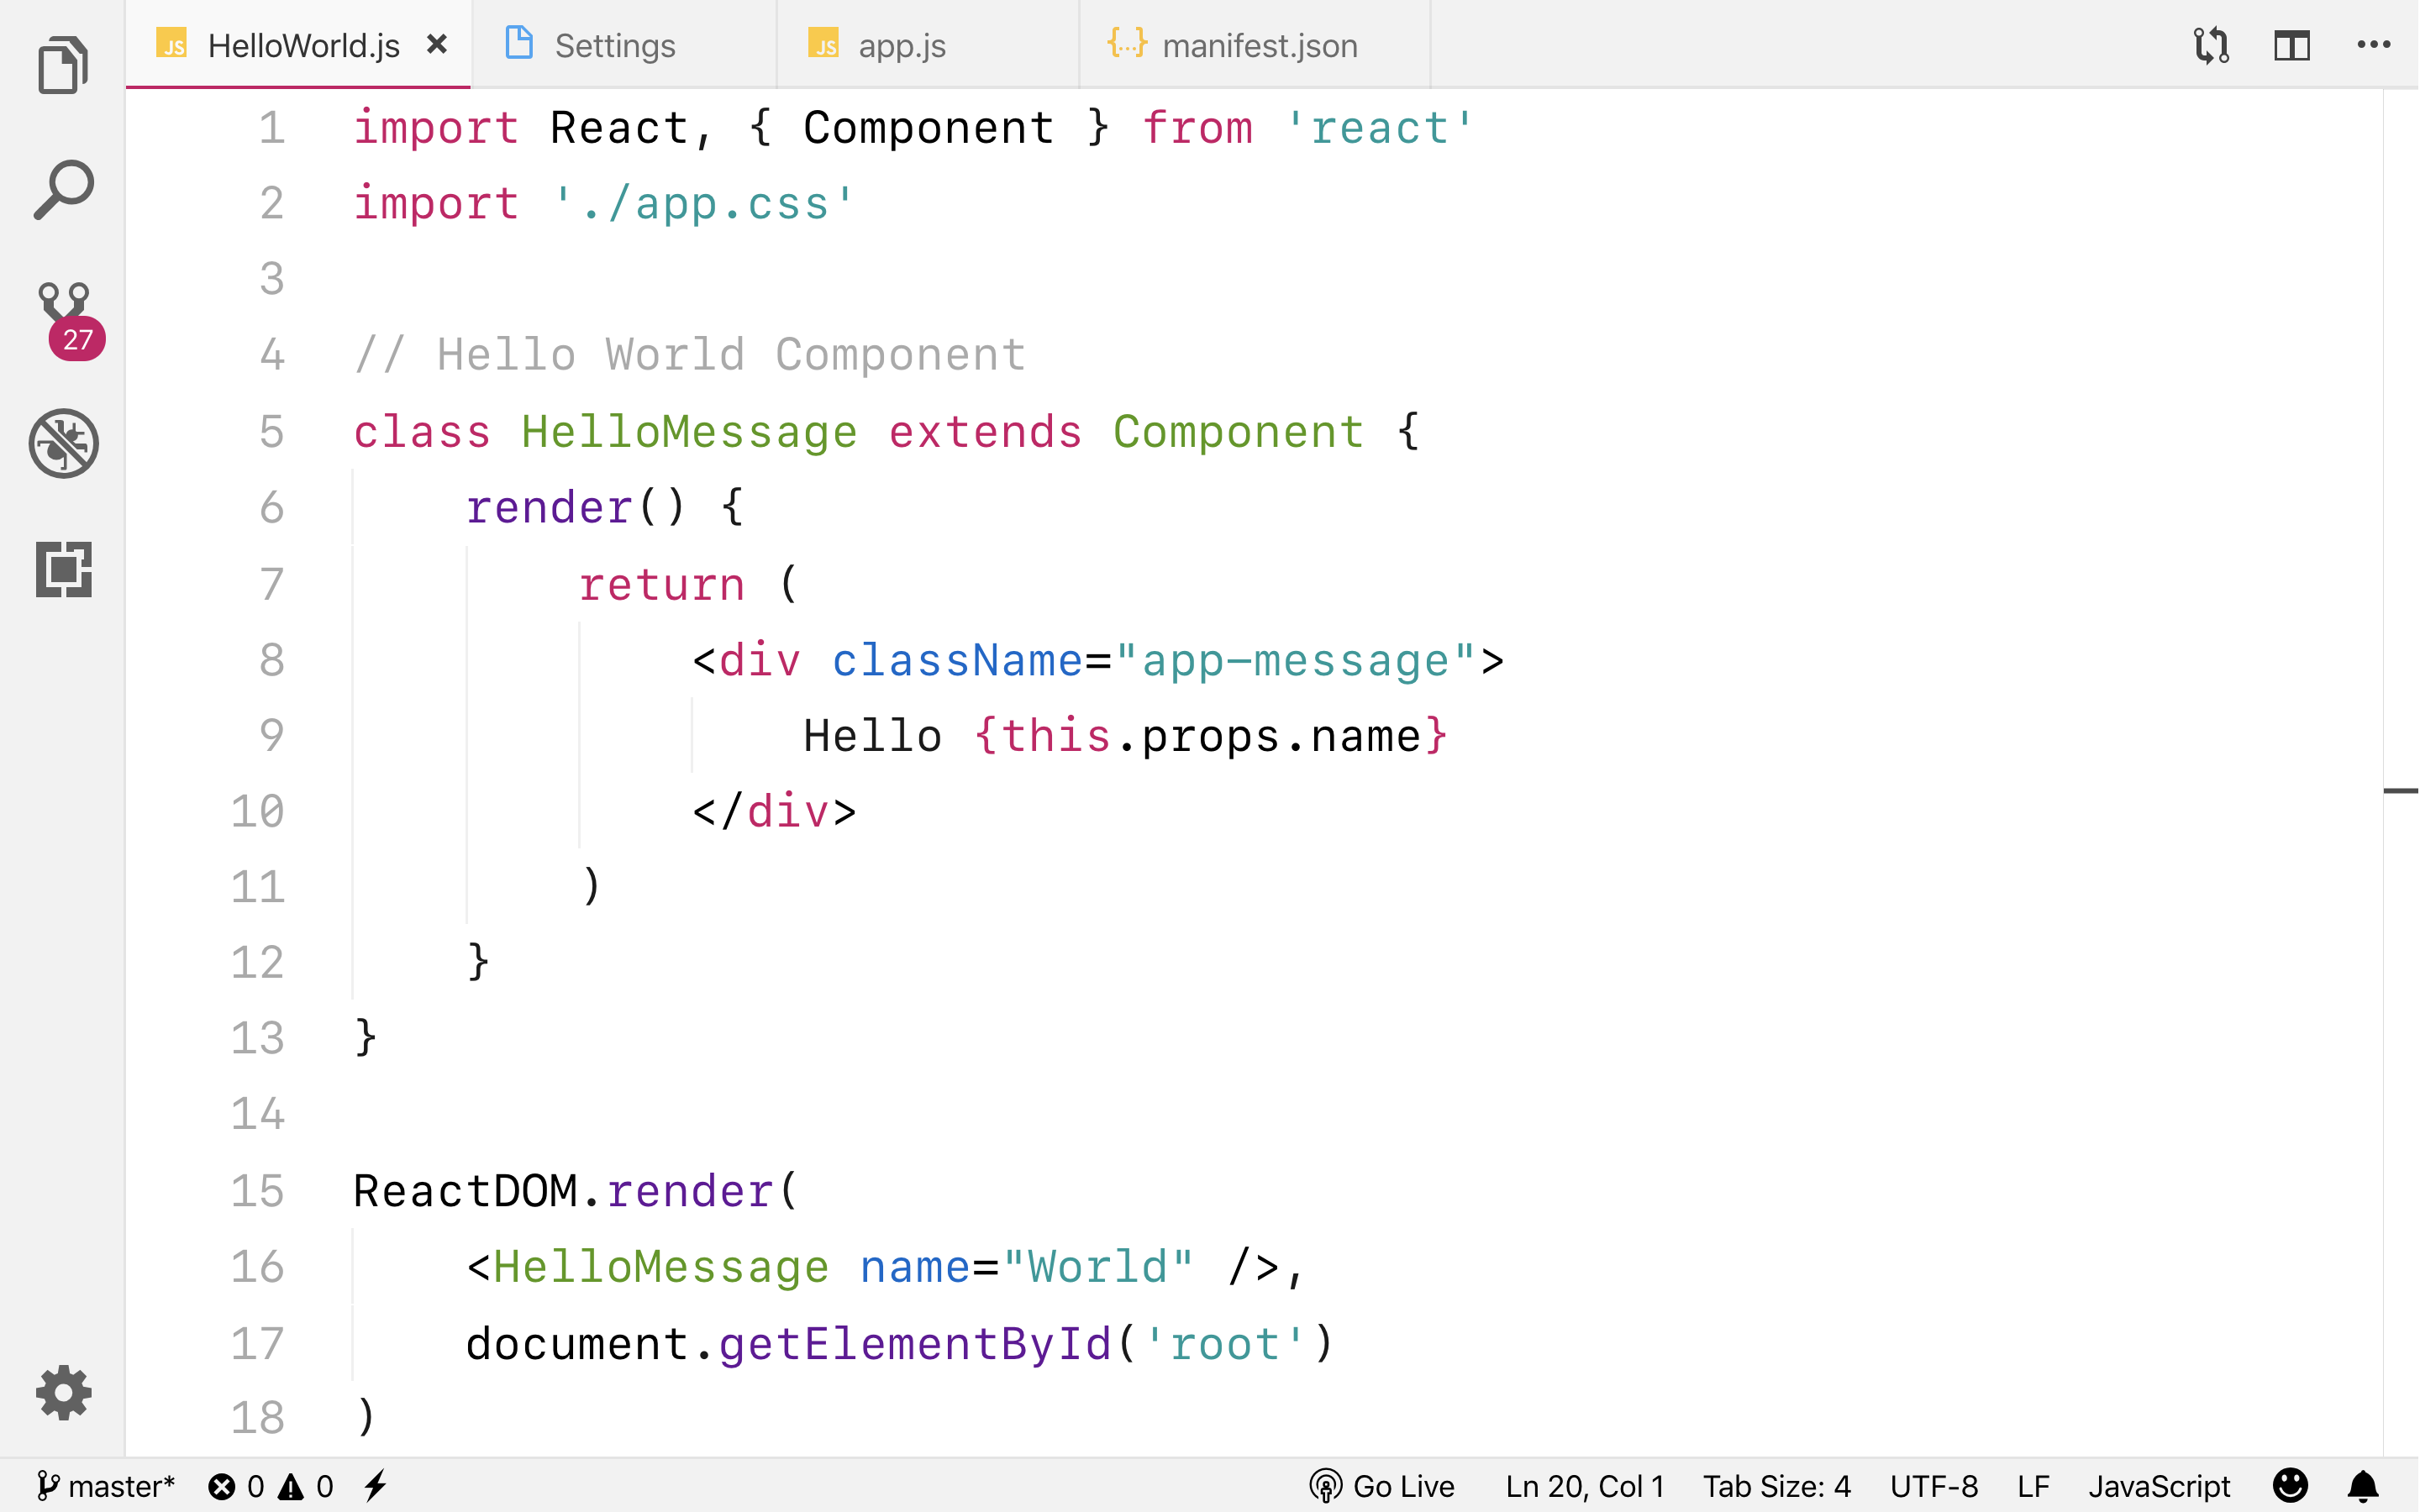 JS HelloWorld.js × Settings JS app.js {...} manifest.json
1 import React, { Component } from 'react'
2 import './app.css'
3
4 // Hello World Component
5 class HelloMessage extends Component {
6     render() {
7         return (
8             <div className="app-message">
9                 Hello {this.props.name}
10             </div>
11         )
12     }
13 }
14
15 ReactDOM.render(
16     <HelloMessage name="World" />,
17     document.getElementById('root')
18 )
27
master* 0 0 Go Live Ln 20, Col 1 Tab Size: 4 UTF-8 LF JavaScript